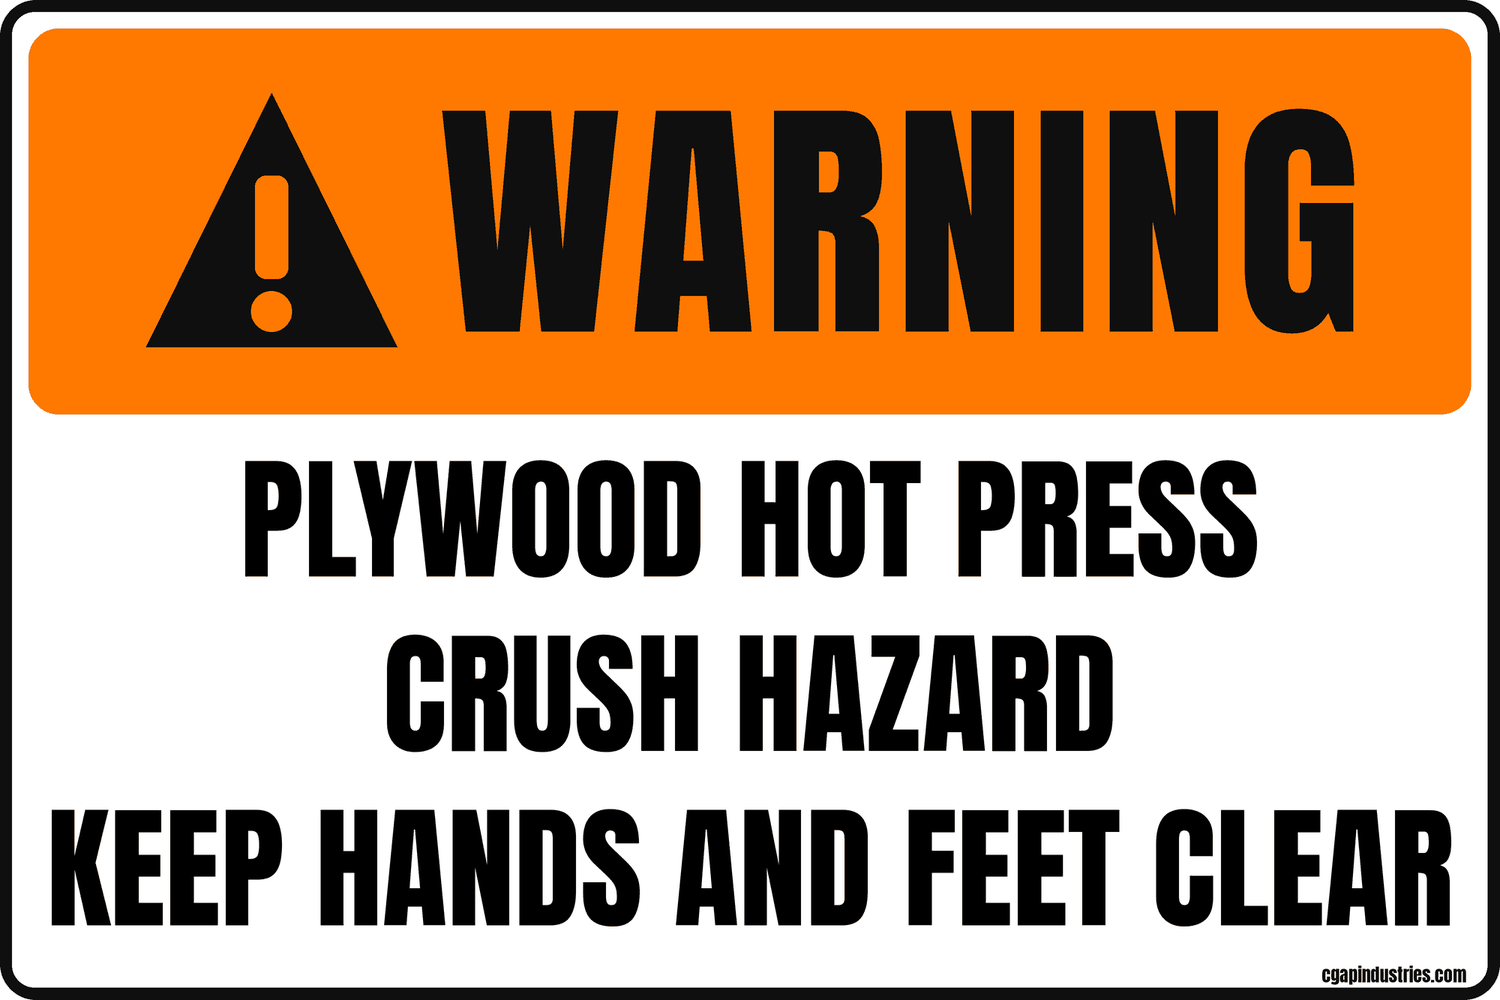 WARNING
PLYWOOD HOT PRESS
CRUSH HAZARD
KEEP HANDS AND FEET CLEAR
cgapindustries.com